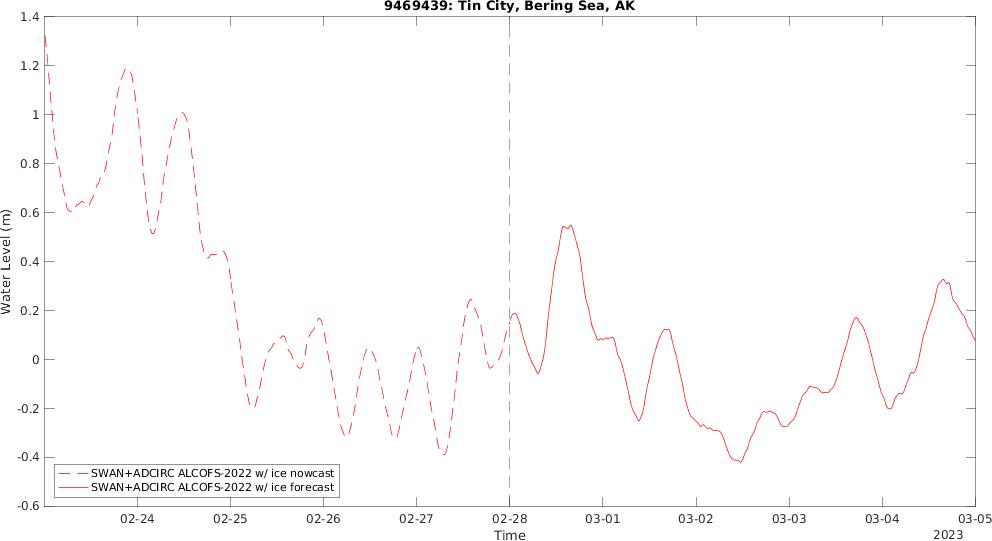 9469439: Tin City, Bering Sea, AK
Water Level (m)
1.4
1.2
1
0.8
0.6
0.4
0.2
0
-0.2
-0.4
-0.6
SWAN+ADCIRC ALCOFS-2022 w/ ice nowcast
SWAN+ADCIRC ALCOFS-2022 w/ ice forecast
02-24 02-25 02-26 02-27 02-28 03-01 03-02 03-03 03-04 03-05
Time
2023